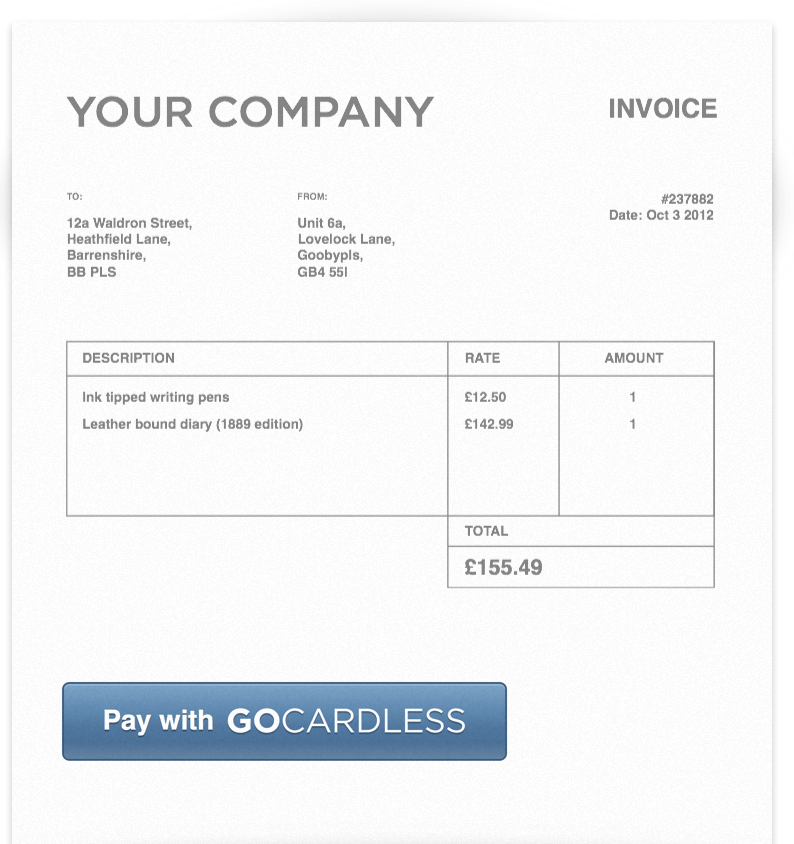 YOUR COMPANY
INVOICE
TO:
12a Waldron Street,
Heathfield Lane,
Barrenshire,
BB PLS
FROM:
Unit 6a,
Lovelock Lane,
Goobypls,
GB4 55l
#237882
Date: Oct 3 2012
DESCRIPTION RATE AMOUNT
Ink tipped writing pens £12.50 1
Leather bound diary (1889 edition) £142.99 1
TOTAL
£155.49
Pay with GOCARDLESS